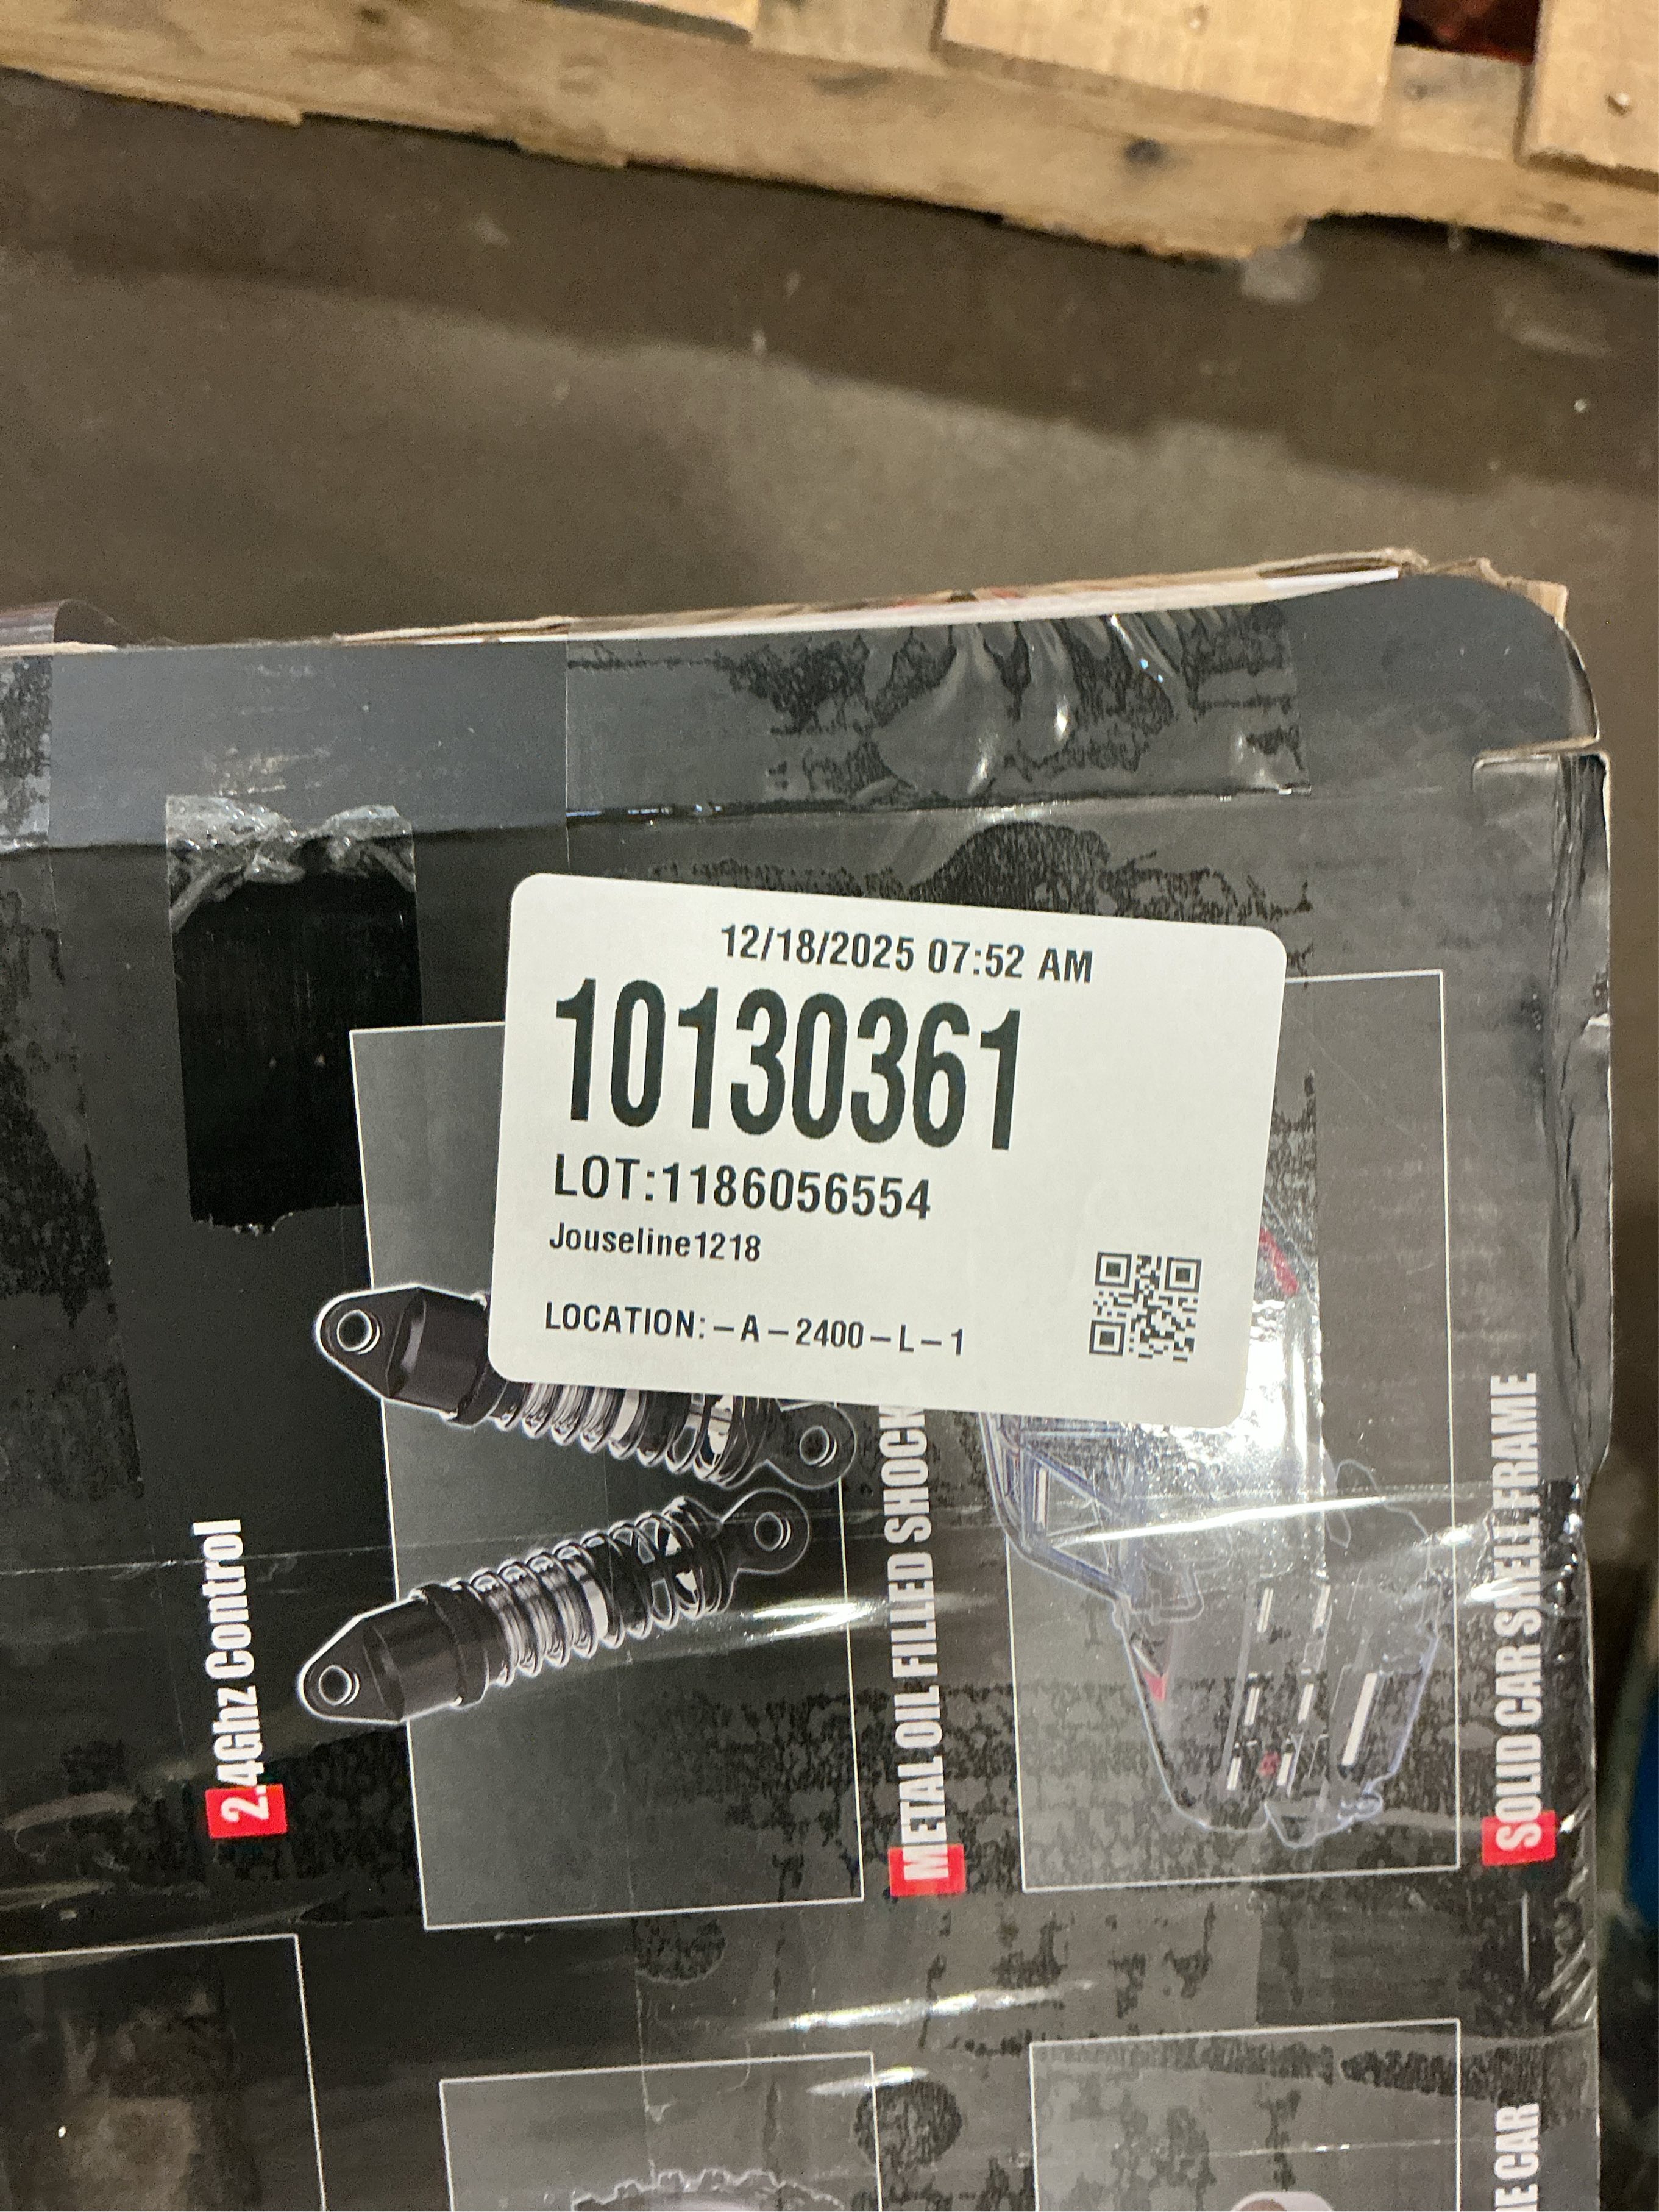 12/18/2025 07:52 AM
10130361
LOT:1186056554
Jouseline1218
LOCATION: – A – 2400 – L – 1
2.4Ghz Control
METAL OIL FILLED SHOCK
SOLID CAR SHELL FRAME
E CAR